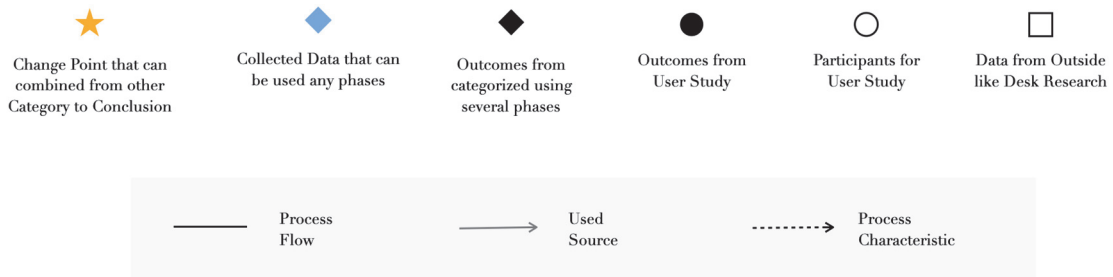 Change Point that can
combined from other
Category to Conclusion
Collected Data that can
be used any phases
Outcomes from
categorized using
several phases
Outcomes from
User Study
Participants for
User Study
Data from Outside
like Desk Research
Process
Flow
Used
Source
Process
Characteristic